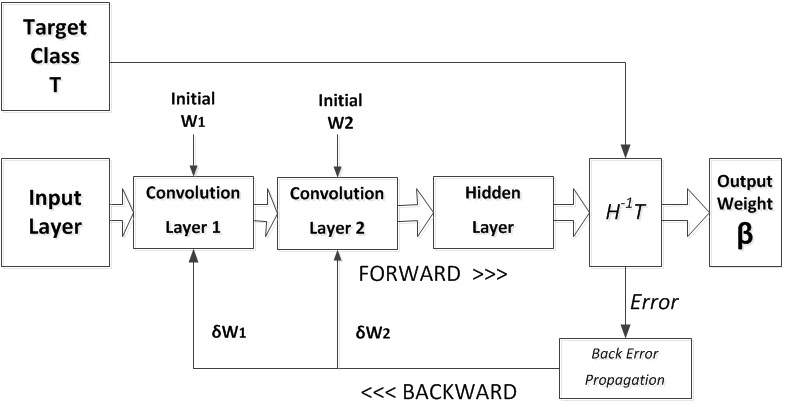 Target
Class
T
Initial
W1
Initial
W2
Input
Layer
Convolution
Layer 1
Convolution
Layer 2
Hidden
Layer
H⁻¹T
Output
Weight
β
FORWARD >>>
Error
δW1
δW2
Back Error
Propagation
<<< BACKWARD